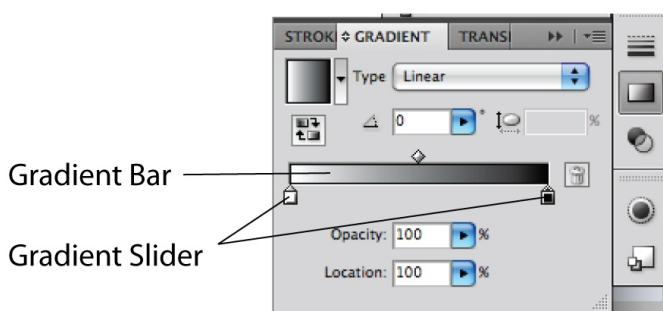 STROK GRADIENT TRANS
Type Linear
0 ° %
Gradient Bar
Gradient Slider
Opacity: 100 %
Location: 100 %